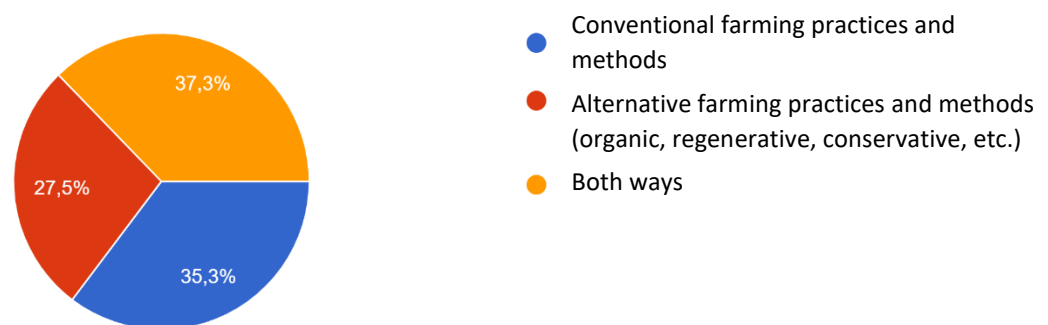 37,3%
27,5%
35,3%
Conventional farming practices and
methods
Alternative farming practices and methods
(organic, regenerative, conservative, etc.)
Both ways